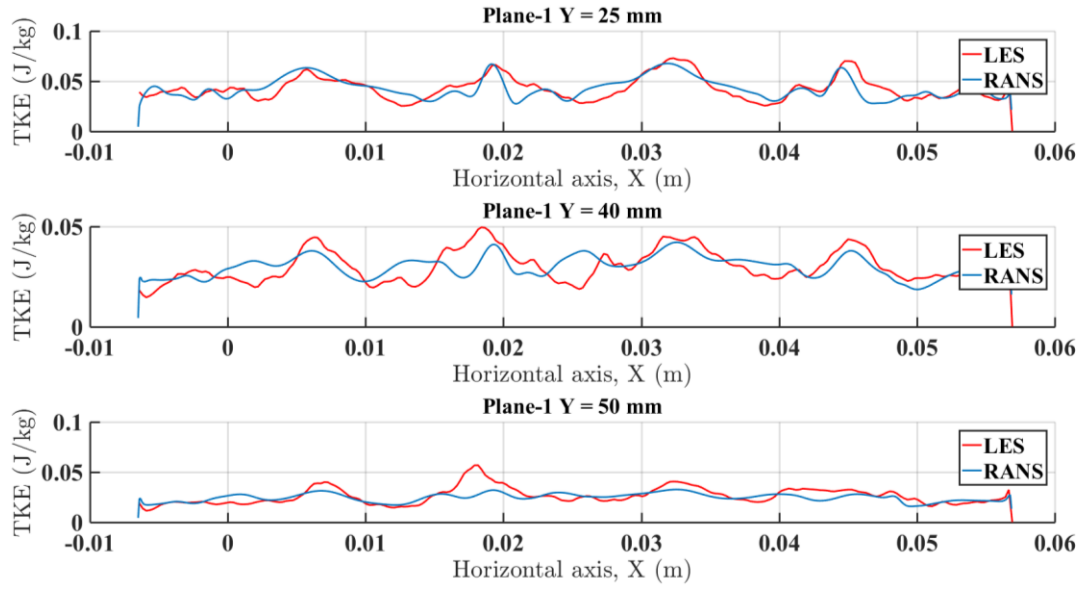 Plane-1 Y = 25 mm
TKE (J/kg)
0.1
0.05
0
LES
RANS
-0.01 0 0.01 0.02 0.03 0.04 0.05 0.06
Horizontal axis, X (m)
Plane-1 Y = 40 mm
TKE (J/kg)
0.05
0
LES
RANS
-0.01 0 0.01 0.02 0.03 0.04 0.05 0.06
Horizontal axis, X (m)
Plane-1 Y = 50 mm
TKE (J/kg)
0.1
0.05
0
LES
RANS
-0.01 0 0.01 0.02 0.03 0.04 0.05 0.06
Horizontal axis, X (m)